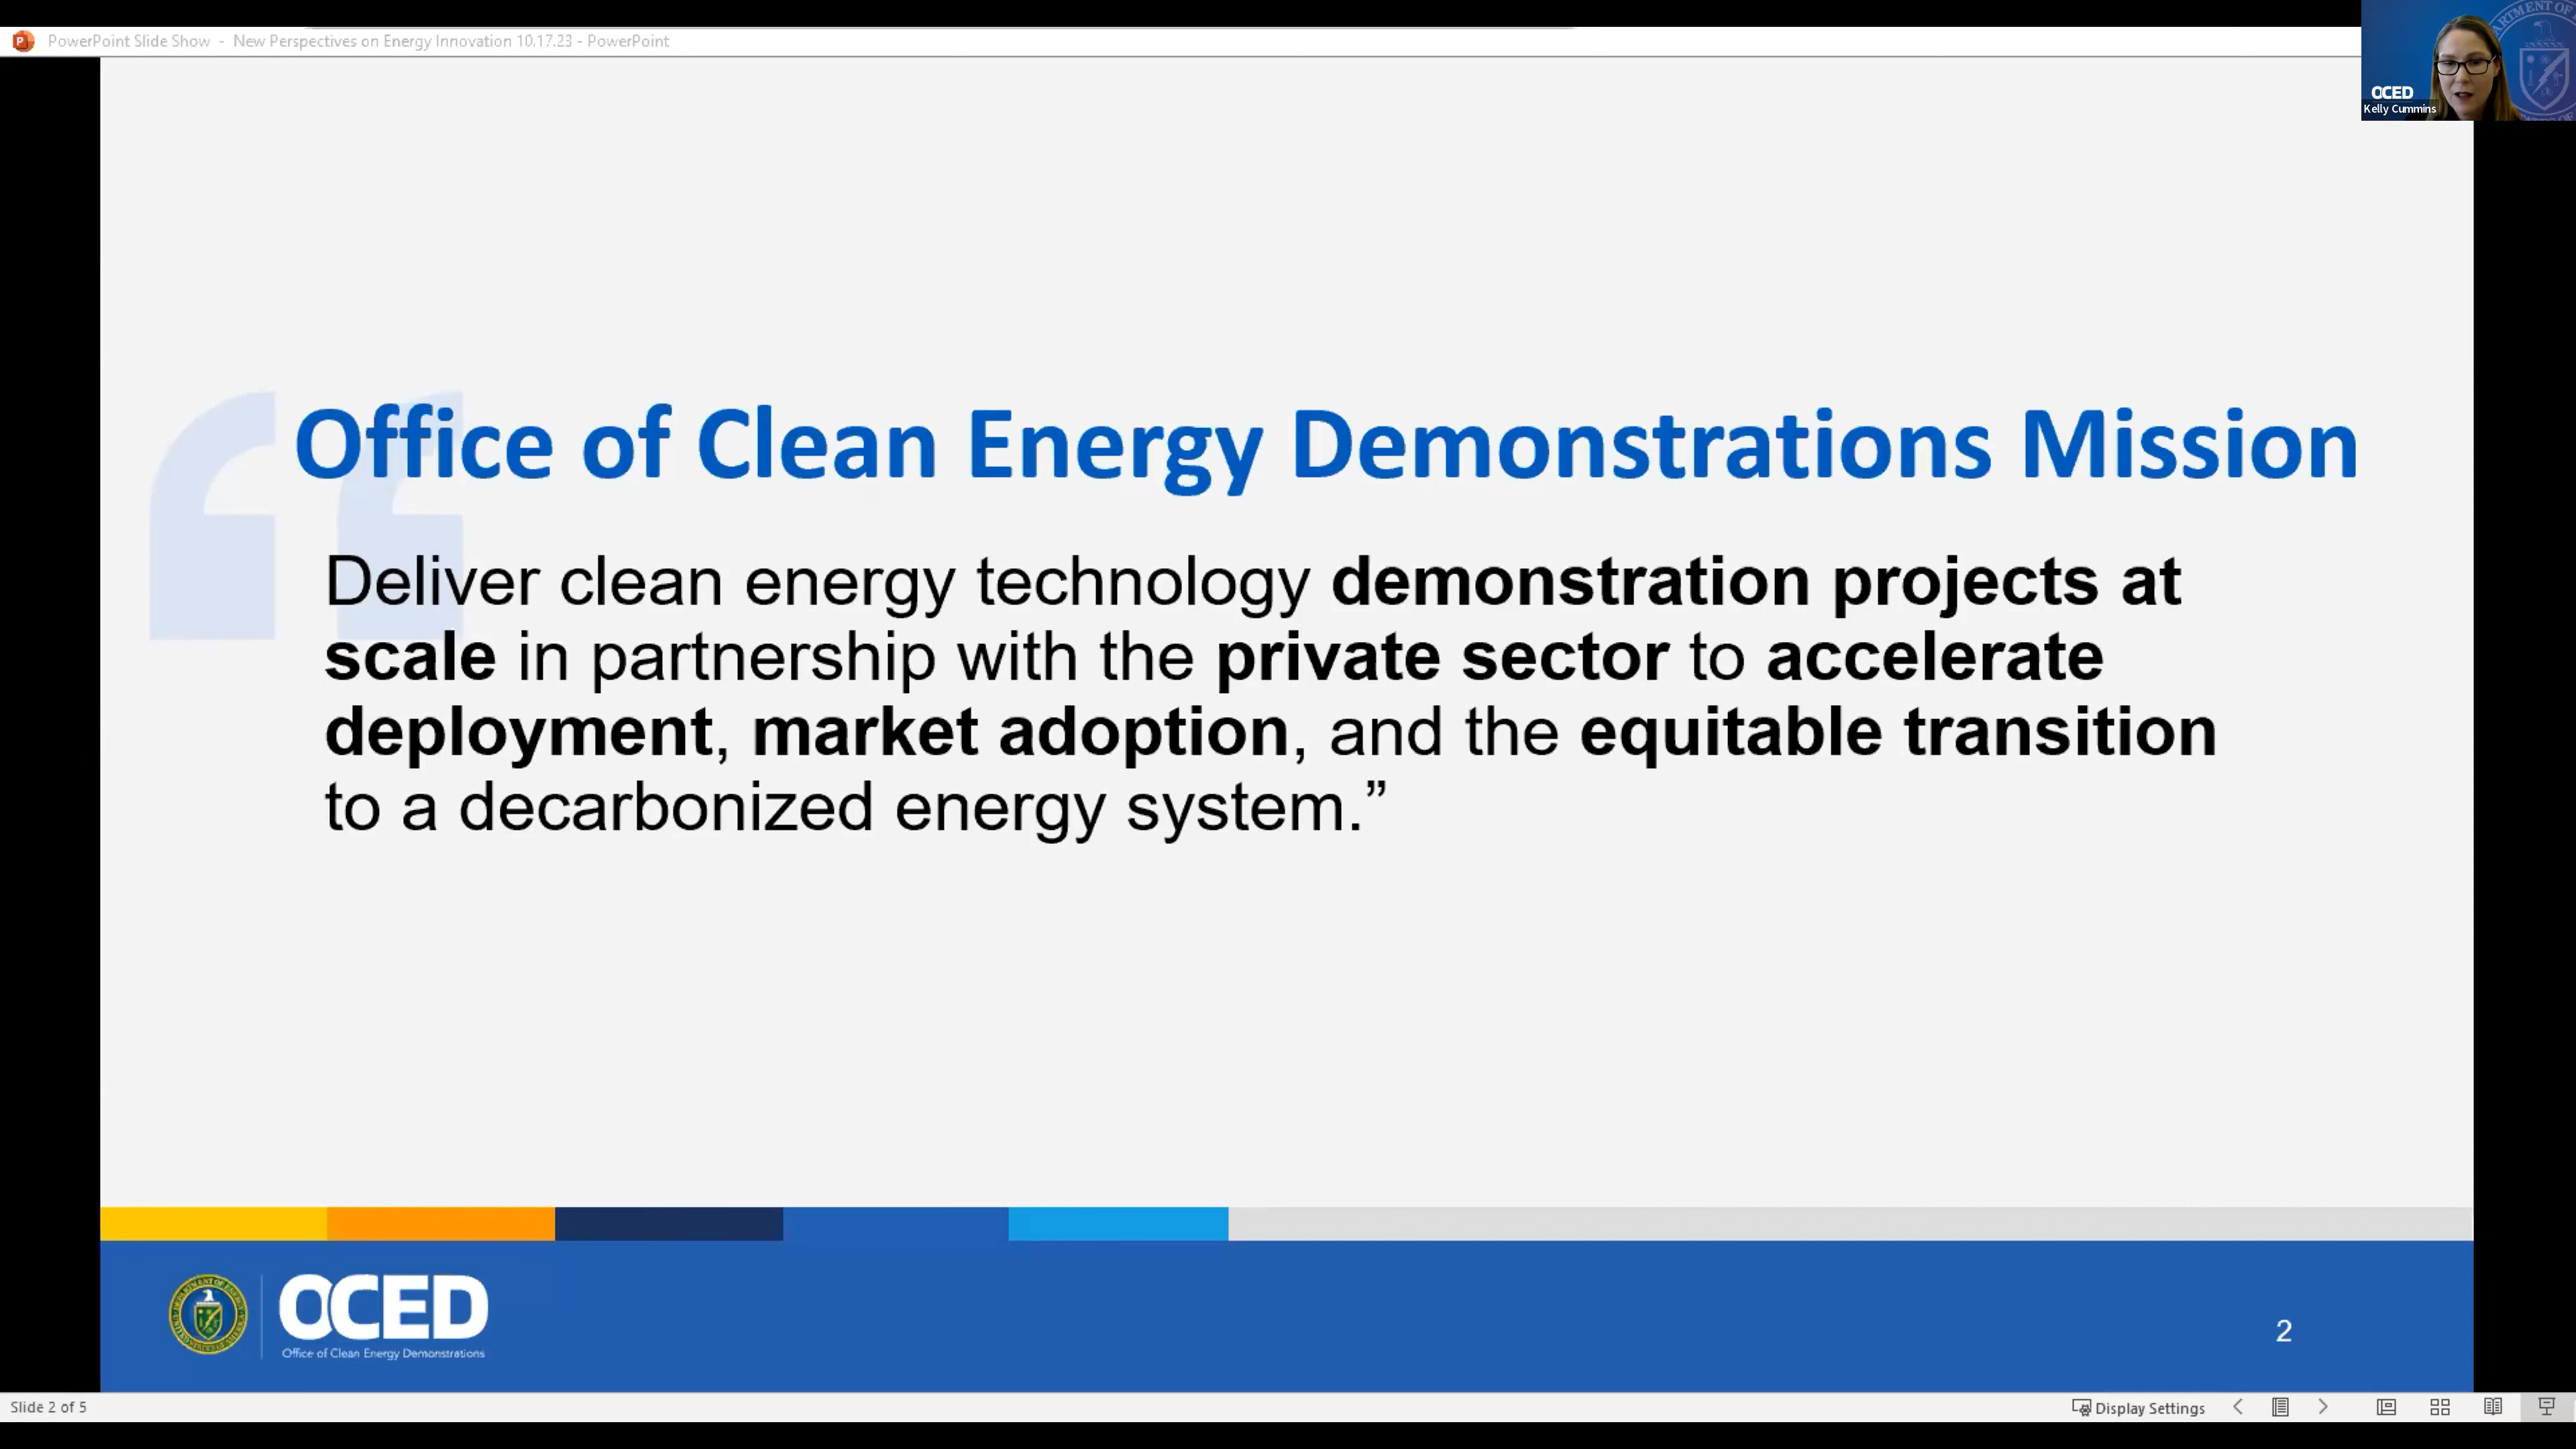 PowerPoint Slide Show - New Perspectives on Energy Innovation 10.17.23 - PowerPoint
OCED
Kelly Cummins
Office of Clean Energy Demonstrations Mission
Deliver clean energy technology demonstration projects at
scale in partnership with the private sector to accelerate
deployment, market adoption, and the equitable transition
to a decarbonized energy system.”
OCED
Office of Clean Energy Demonstrations
2
Slide 2 of 5
Display Settings